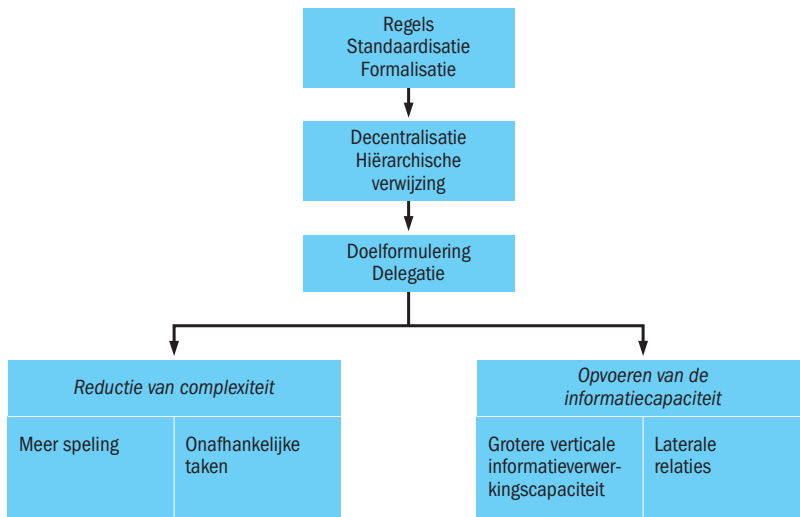 Regels
Standaardisatie
Formalisatie
Decentralisatie
Hiërarchische
verwijzing
Doelformulering
Delegatie
Reductie van complexiteit
Meer speling
Onafhankelijke
taken
Opvoeren van de
informatiecapaciteit
Grotere verticale
informatieverwer-
kingscapaciteit
Laterale
relaties